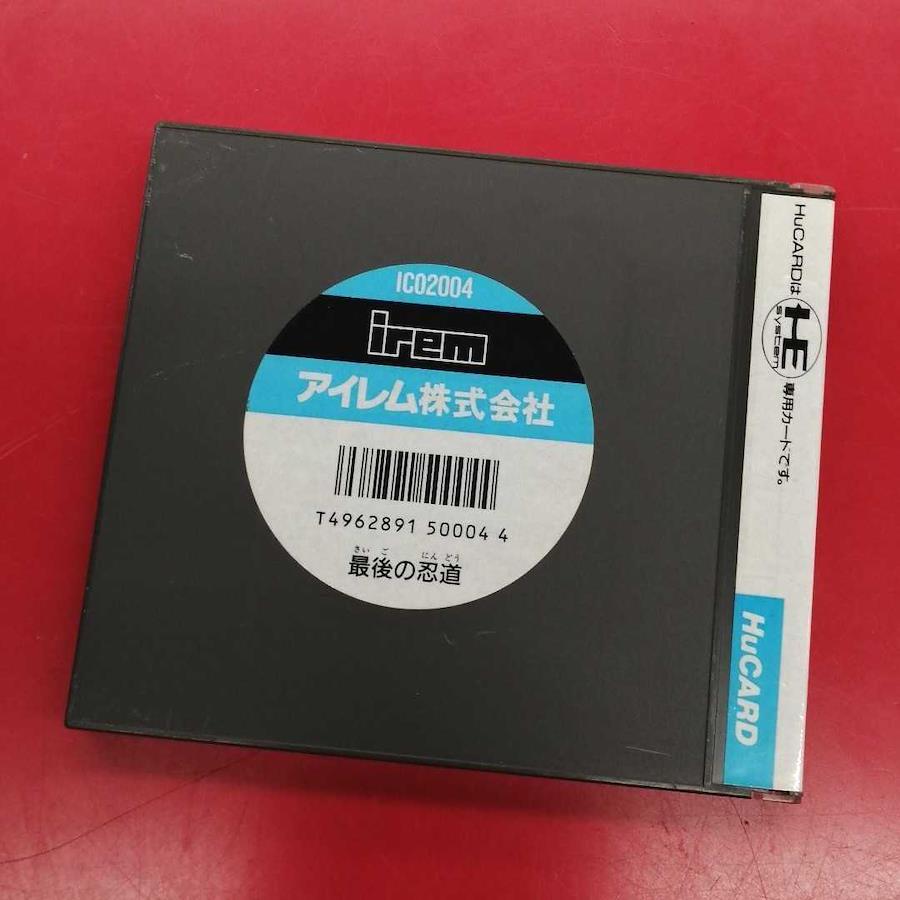 IC02004
irem
アイレム株式会社
T4962891 50004 4
さいご にんどう
最後の忍道
HuCARDは HE system 専用カードです。
HuCARD